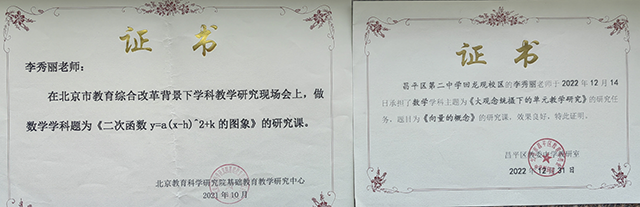 证书
李秀丽老师:
在北京市教育综合改革背景下学科教学研究现场会上，做
数学学科题为《二次函数 y=a(x-h)^2+k 的图象》的研究课。
北京教育科学研究院基础教育教学研究中心
2021 年 10 月
证书
昌平区第二中学回龙观校区的李秀丽老师于 2022 年 12 月 14
日承担了数学学科主题为《大观念统摄下的单元教学研究》的研究任
务，题目为《向量的概念》的研究课，效果良好，特此证明。
昌平区 教研室
2022 年 12 月 31 日